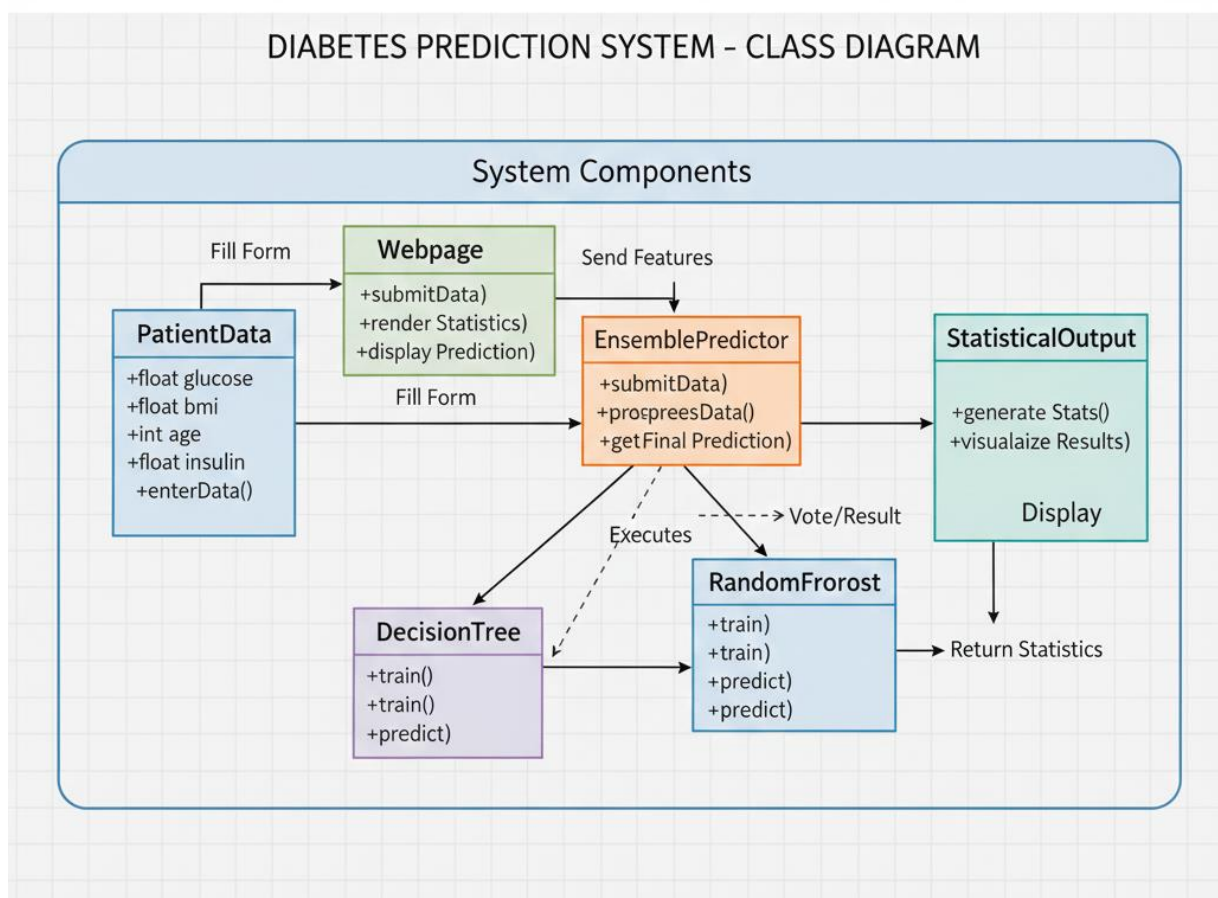 DIABETES PREDICTION SYSTEM - CLASS DIAGRAM
System Components
Fill Form
Webpage
+submitData)
+render Statistics)
+display Prediction)
Send Features
PatientData
+float glucose
+float bmi
+int age
+float insulin
+enterData()
Fill Form
EnsemblePredictor
+submitData)
+procpreesData()
+getFinal Prediction)
StatisticalOutput
+generate Stats()
+visualaize Results)
Display
Executes
Vote/Result
DecisionTree
+train()
+train()
+predict)
RandomFrorost
+train)
+train)
+predict)
+predict)
Return Statistics